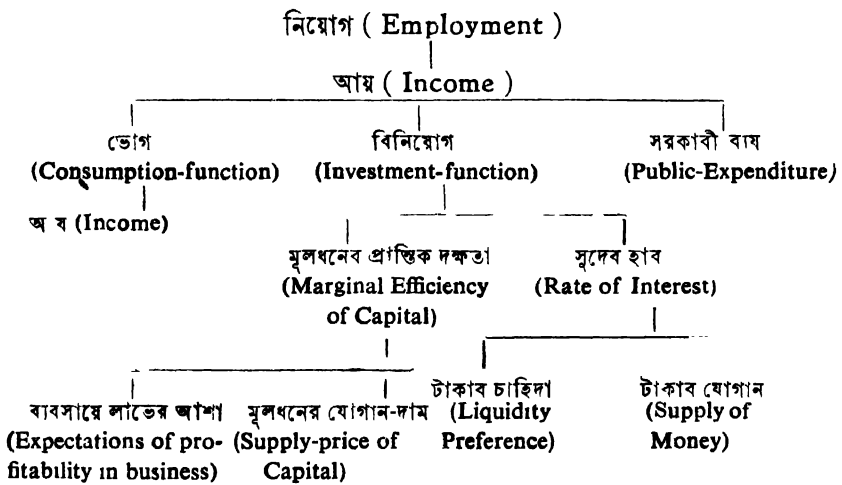 নিয়োগ ( Employment )
আয় ( Income )
ভোগ বিনিয়োগ সরকাবী ব্যয
(Consumption-function) (Investment-function) (Public-Expenditure)
(Income)
মূলধনেব প্রান্তিক দক্ষতা সুদেব হাব
(Marginal Efficiency (Rate of Interest)
of Capital)
টাকাব চাহিদা টাকাব যোগান
ব্যবসায়ে লাভের আশা মূলধনের যোগান-দাম (Liquidity (Supply of
(Expectations of pro- (Supply-price of Preference) Money)
fitability in business) Capital)